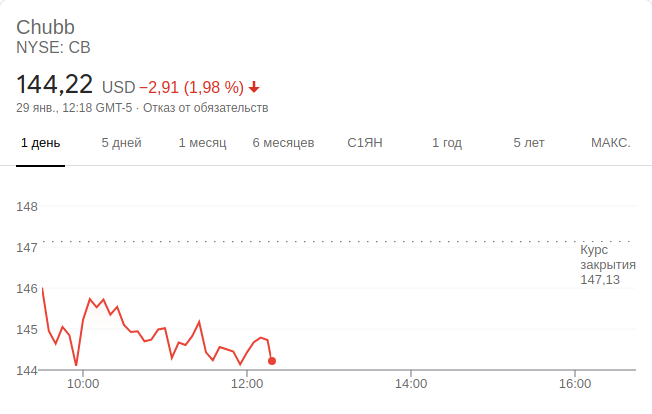 Chubb
NYSE: CB
144,22 USD −2,91 (1,98 %)
29 янв., 12:18 GMT-5 · Отказ от обязательств
1 день 5 дней 1 месяц 6 месяцев С1ЯН 1 год 5 лет МАКС.
148
147
Курс
закрытия
147,13
146
145
144
10:00 12:00 14:00 16:00